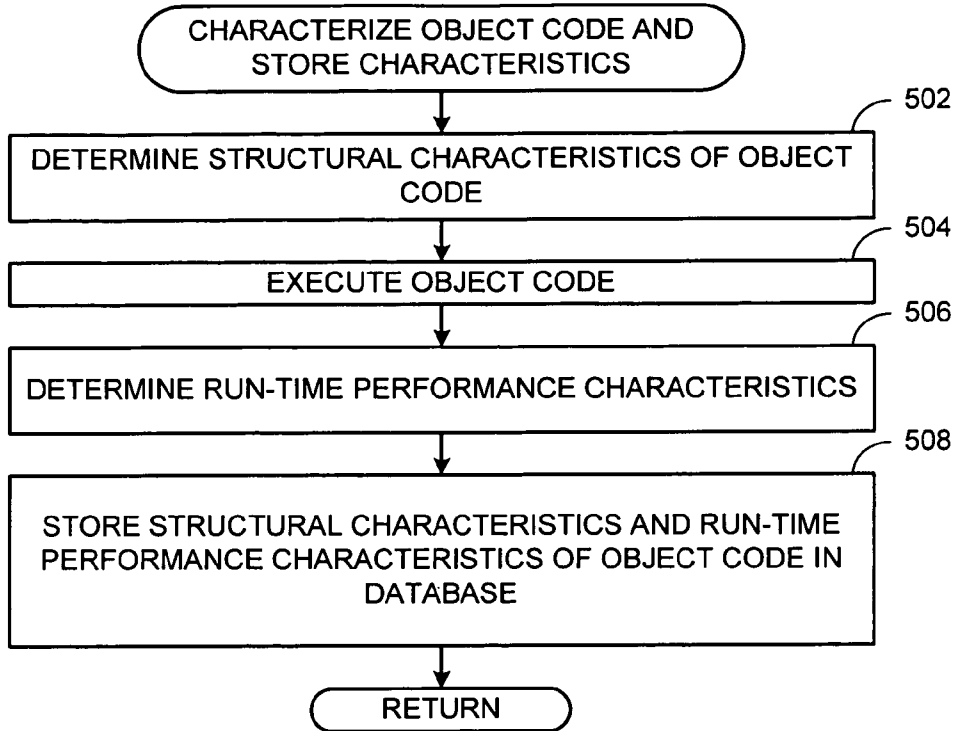 CHARACTERIZE OBJECT CODE AND
STORE CHARACTERISTICS
502
DETERMINE STRUCTURAL CHARACTERISTICS OF OBJECT
CODE
504
EXECUTE OBJECT CODE
506
DETERMINE RUN-TIME PERFORMANCE CHARACTERISTICS
508
STORE STRUCTURAL CHARACTERISTICS AND RUN-TIME
PERFORMANCE CHARACTERISTICS OF OBJECT CODE IN
DATABASE
RETURN